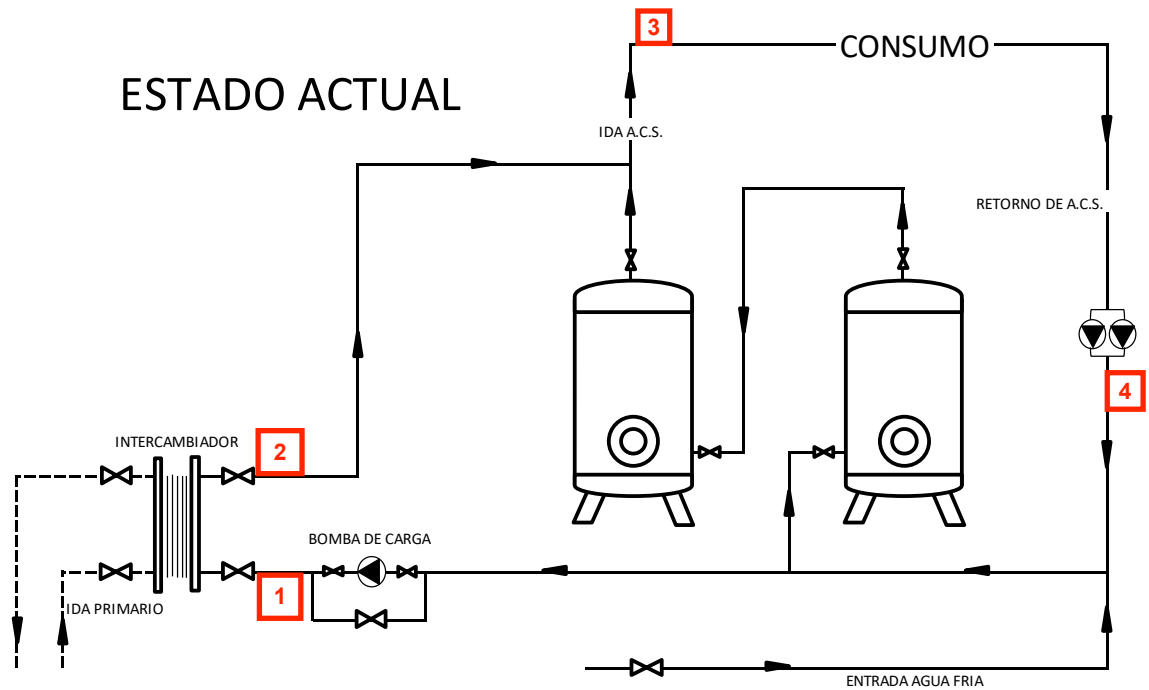 3
CONSUMO
ESTADO ACTUAL
IDA A.C.S.
RETORNO DE A.C.S.
4
INTERCAMBIADOR
2
BOMBA DE CARGA
1
IDA PRIMARIO
ENTRADA AGUA FRIA